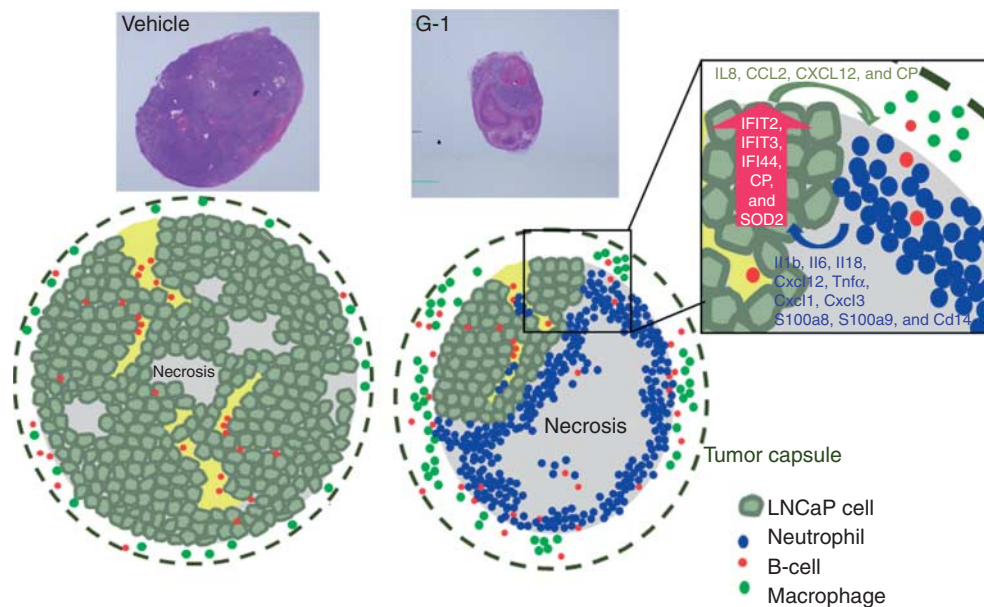 Vehicle
G-1
IL8, CCL2, CXCL12, and CP
IFIT2,
IFIT3,
IFI44,
CP,
and
SOD2
Il1b, Il6, Il18,
Cxcl12, Tnfα,
Cxcl1, Cxcl3
S100a8, S100a9, and Cd14
Necrosis
Necrosis
Tumor capsule
LNCaP cell
Neutrophil
B-cell
Macrophage